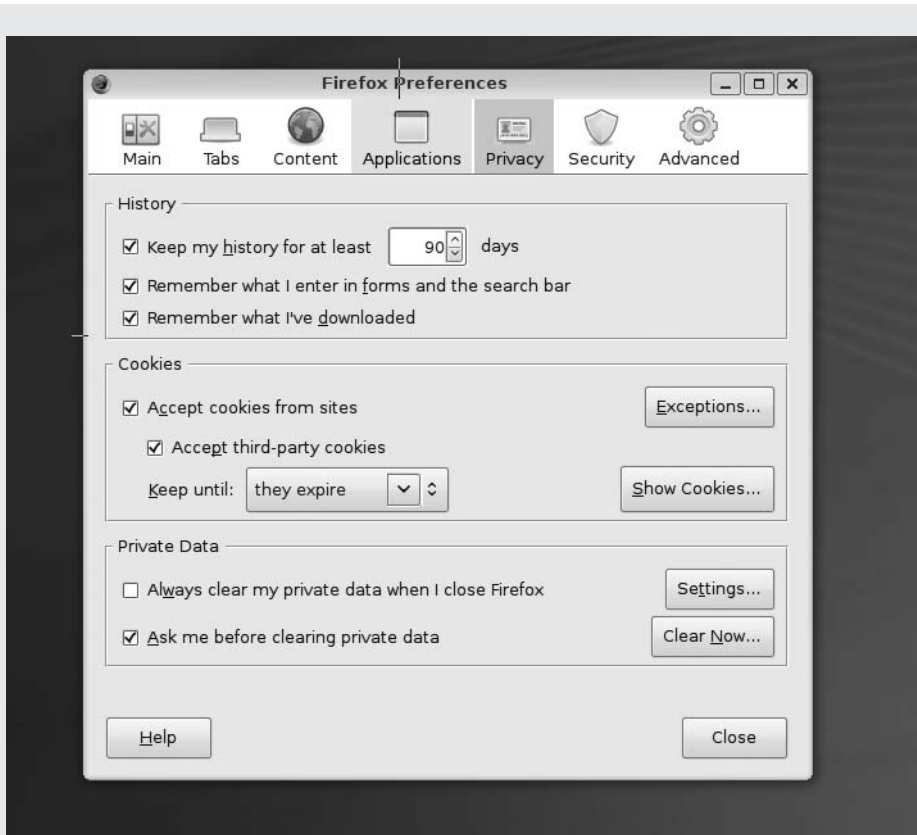 Firefox Preferences
Main Tabs Content Applications Privacy Security Advanced
History
Keep my history for at least 90 days
Remember what I enter in forms and the search bar
Remember what I've downloaded
Cookies
Accept cookies from sites Exceptions...
Accept third-party cookies
Keep until: they expire Show Cookies...
Private Data
Always clear my private data when I close Firefox Settings...
Ask me before clearing private data Clear Now...
Help Close